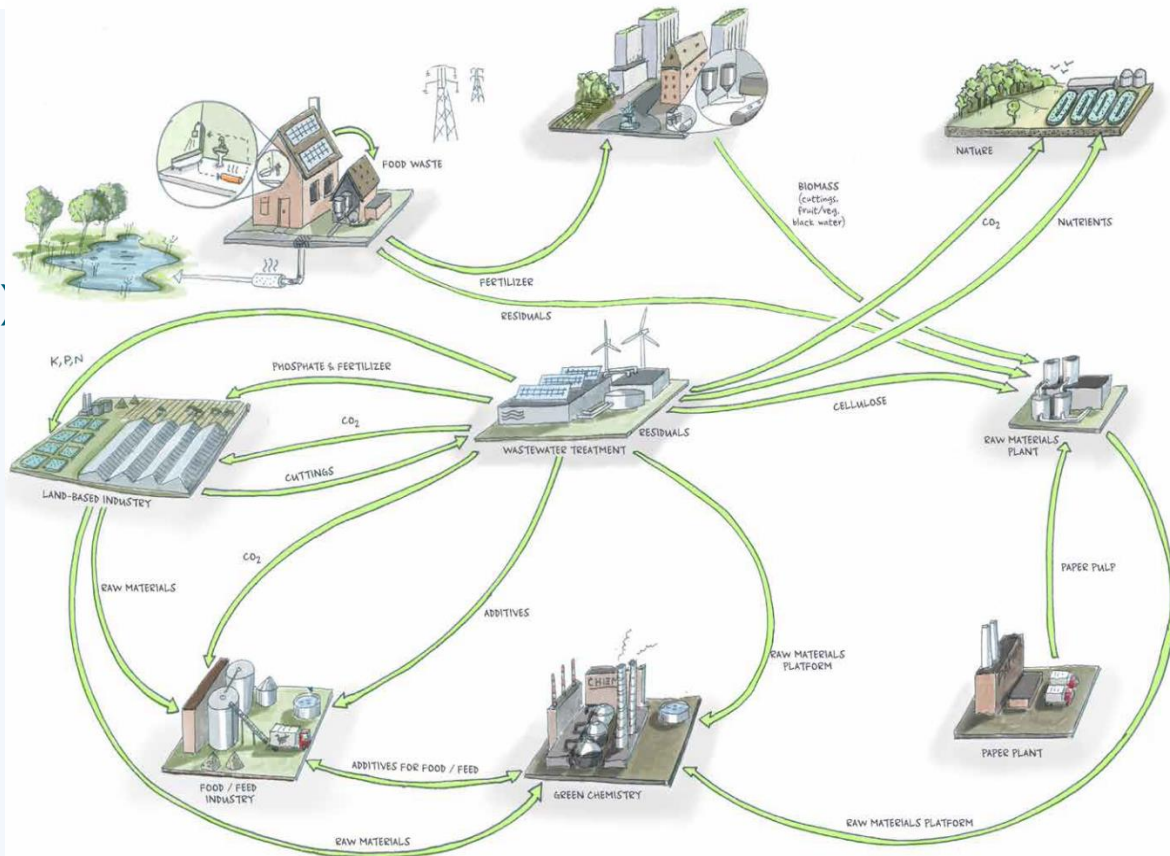 FOOD WASTE
NATURE
BIOMASS
(cuttings,
fruit/veg,
black water)
CO2
NUTRIENTS
FERTILIZER
RESIDUALS
K,P,N
PHOSPHATE & FERTILIZER
CELLULOSE
CO2
RESIDUALS
RAW MATERIALS
PLANT
WASTEWATER TREATMENT
CUTTINGS
LAND-BASED INDUSTRY
CO2
PAPER PULP
RAW MATERIALS
ADDITIVES
RAW MATERIALS
PLATFORM
CHIEM
PAPER PLANT
ADDITIVES FOR FOOD / FEED
FOOD / FEED
INDUSTRY
GREEN CHEMISTRY
RAW MATERIALS PLATFORM
RAW MATERIALS